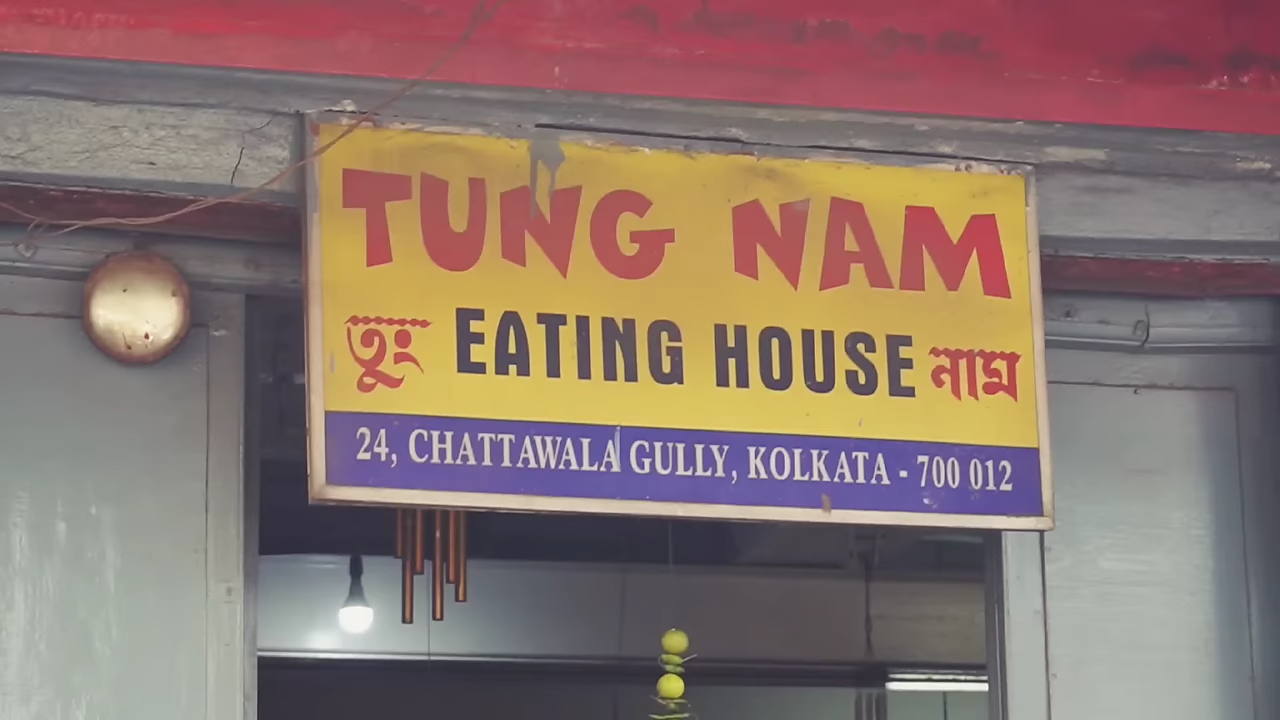 TUNG NAM
তুং EATING HOUSE নাম
24, CHATTAWALA GULLY, KOLKATA - 700 012